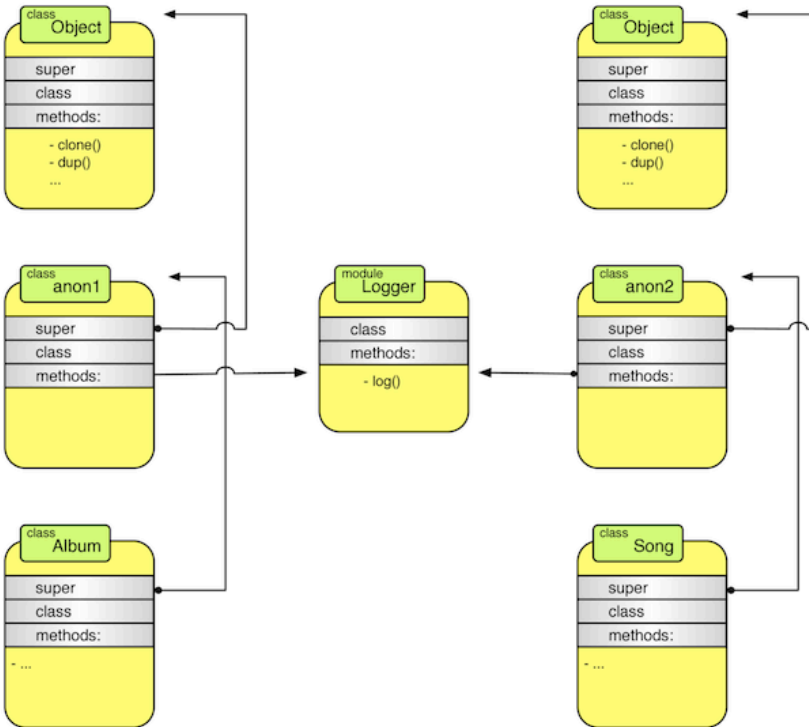 class
Object
super
class
methods:
- clone()
- dup()
...
class
Object
super
class
methods:
- clone()
- dup()
...
class
anon1
super
class
methods:
module
Logger
class
methods:
- log()
class
anon2
super
class
methods:
class
Album
super
class
methods:
- ...
class
Song
super
class
methods:
- ...